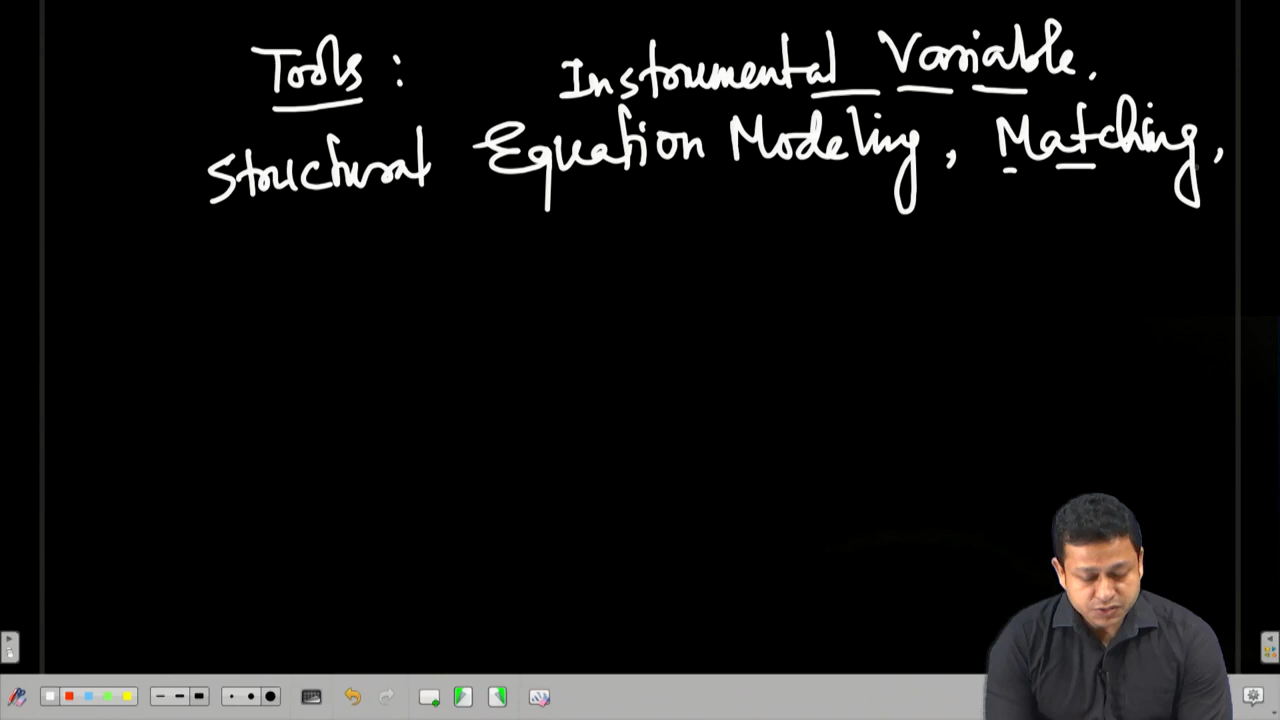 Tools : Instrumental Variable.
Structural Equation Modeling, Matching,